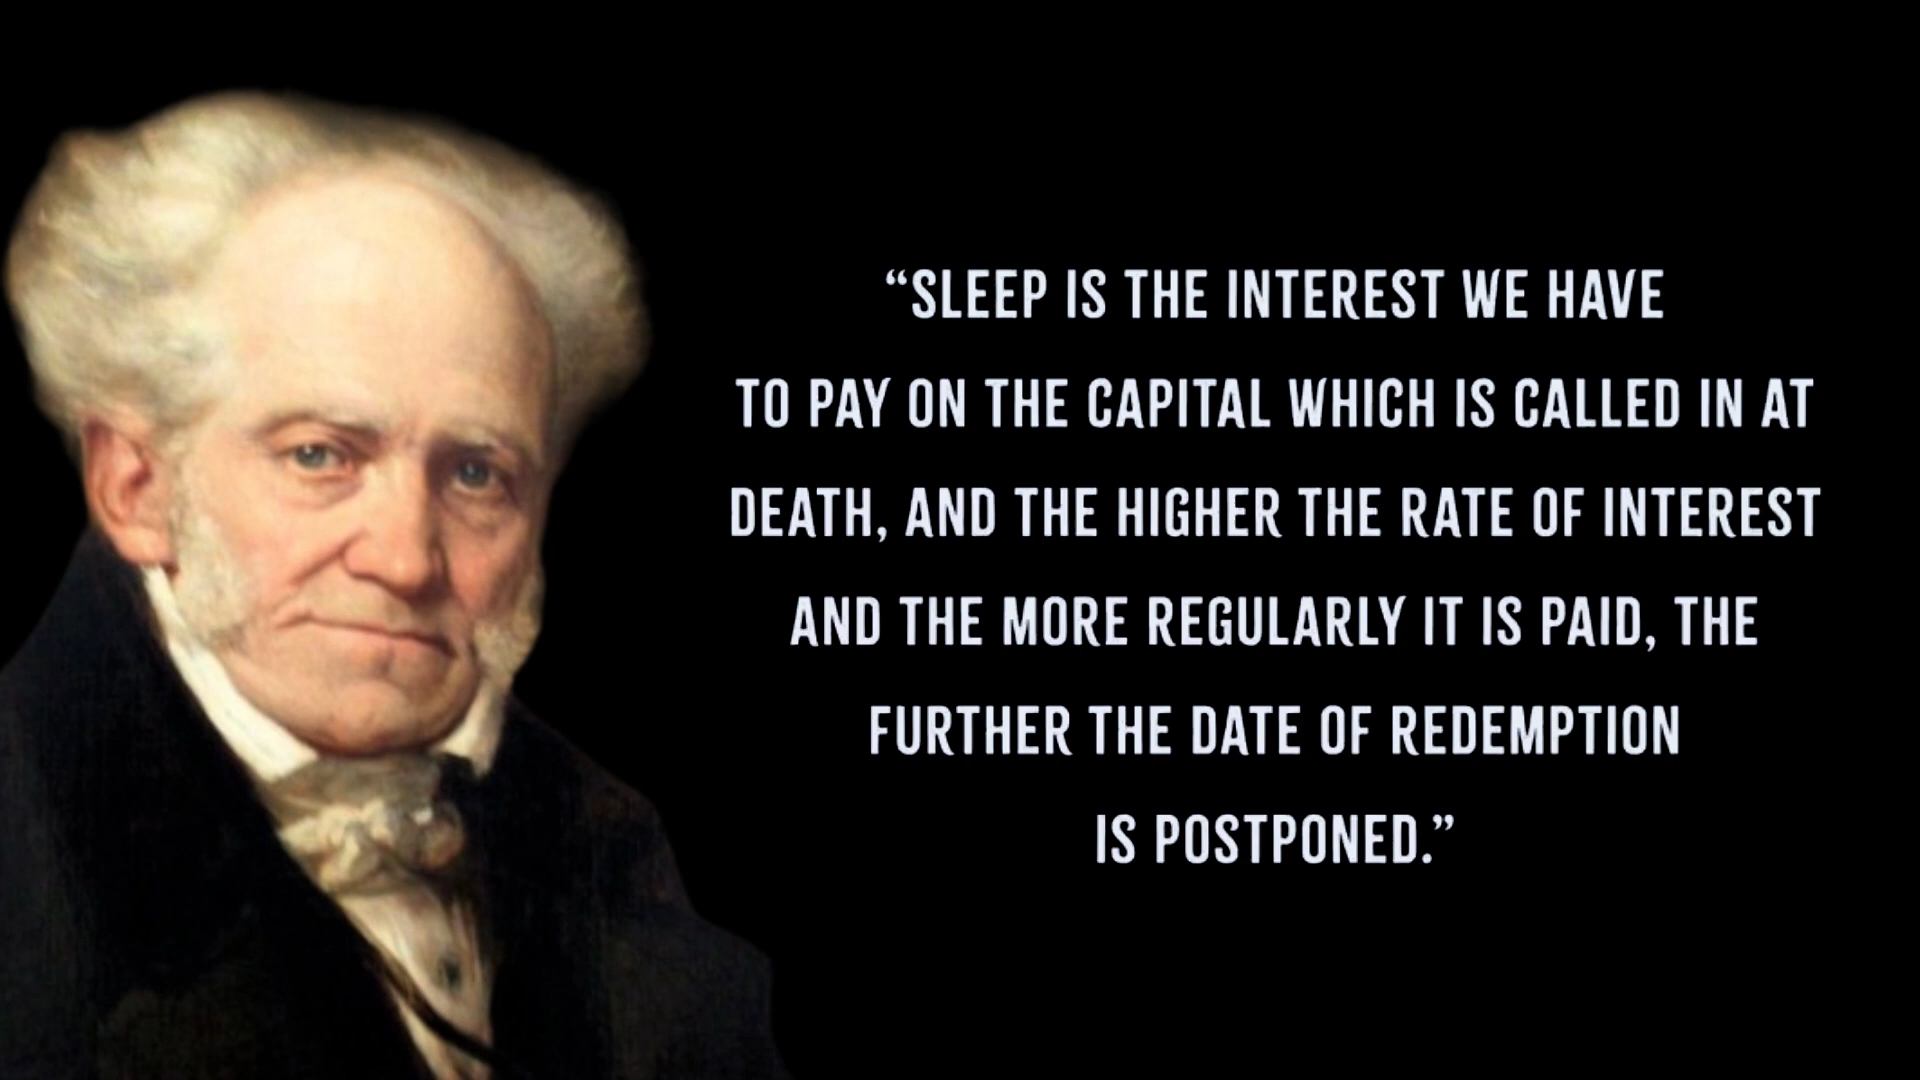 “SLEEP IS THE INTEREST WE HAVE
TO PAY ON THE CAPITAL WHICH IS CALLED IN AT
DEATH, AND THE HIGHER THE RATE OF INTEREST
AND THE MORE REGULARLY IT IS PAID, THE
FURTHER THE DATE OF REDEMPTION
IS POSTPONED.”